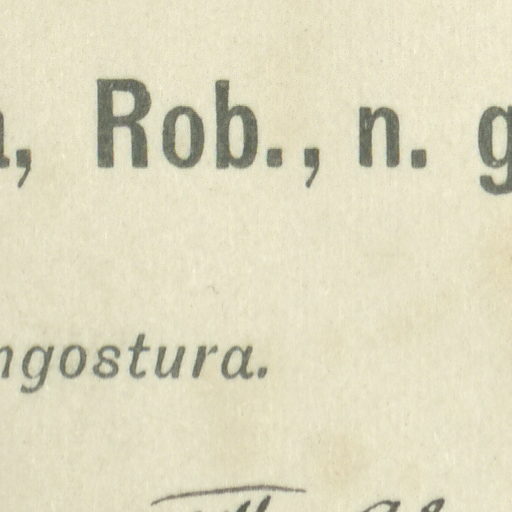 a, Rob., n. g
ngostura.